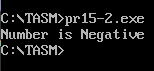 C:\TASM>pr15-2.exe
Number is Negative
C:\TASM>